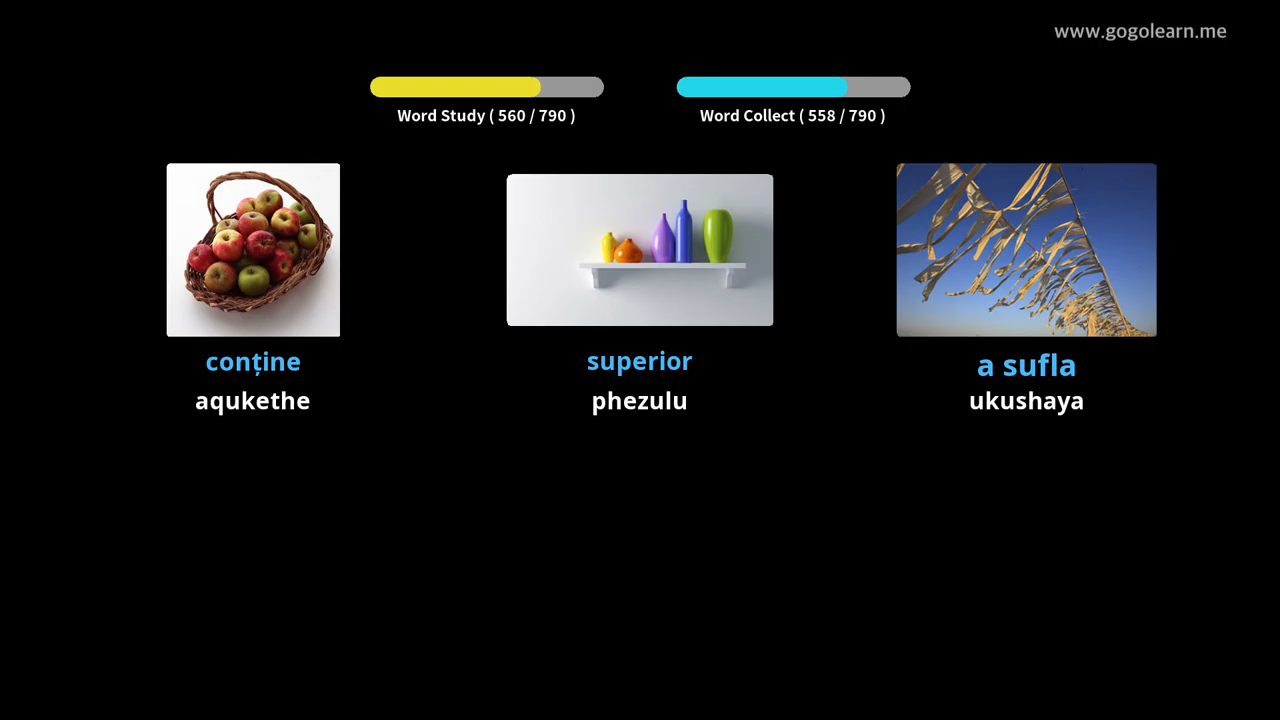 www.gogolearn.me
Word Study ( 560 / 790 )
Word Collect ( 558 / 790 )
conține
aqukethe
superior
phezulu
a sufla
ukushaya